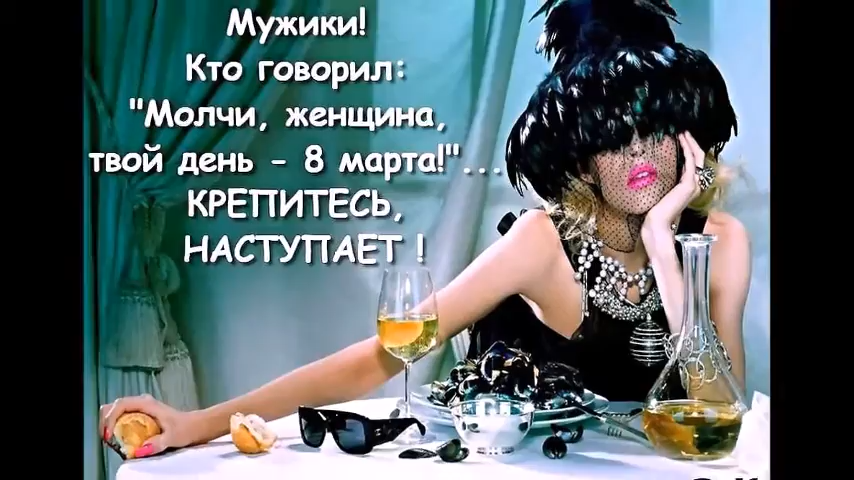 Мужики!
Кто говорил:
"Молчи, женщина,
твой день - 8 марта!"...
КРЕПИТЕСЬ,
НАСТУПАЕТ !